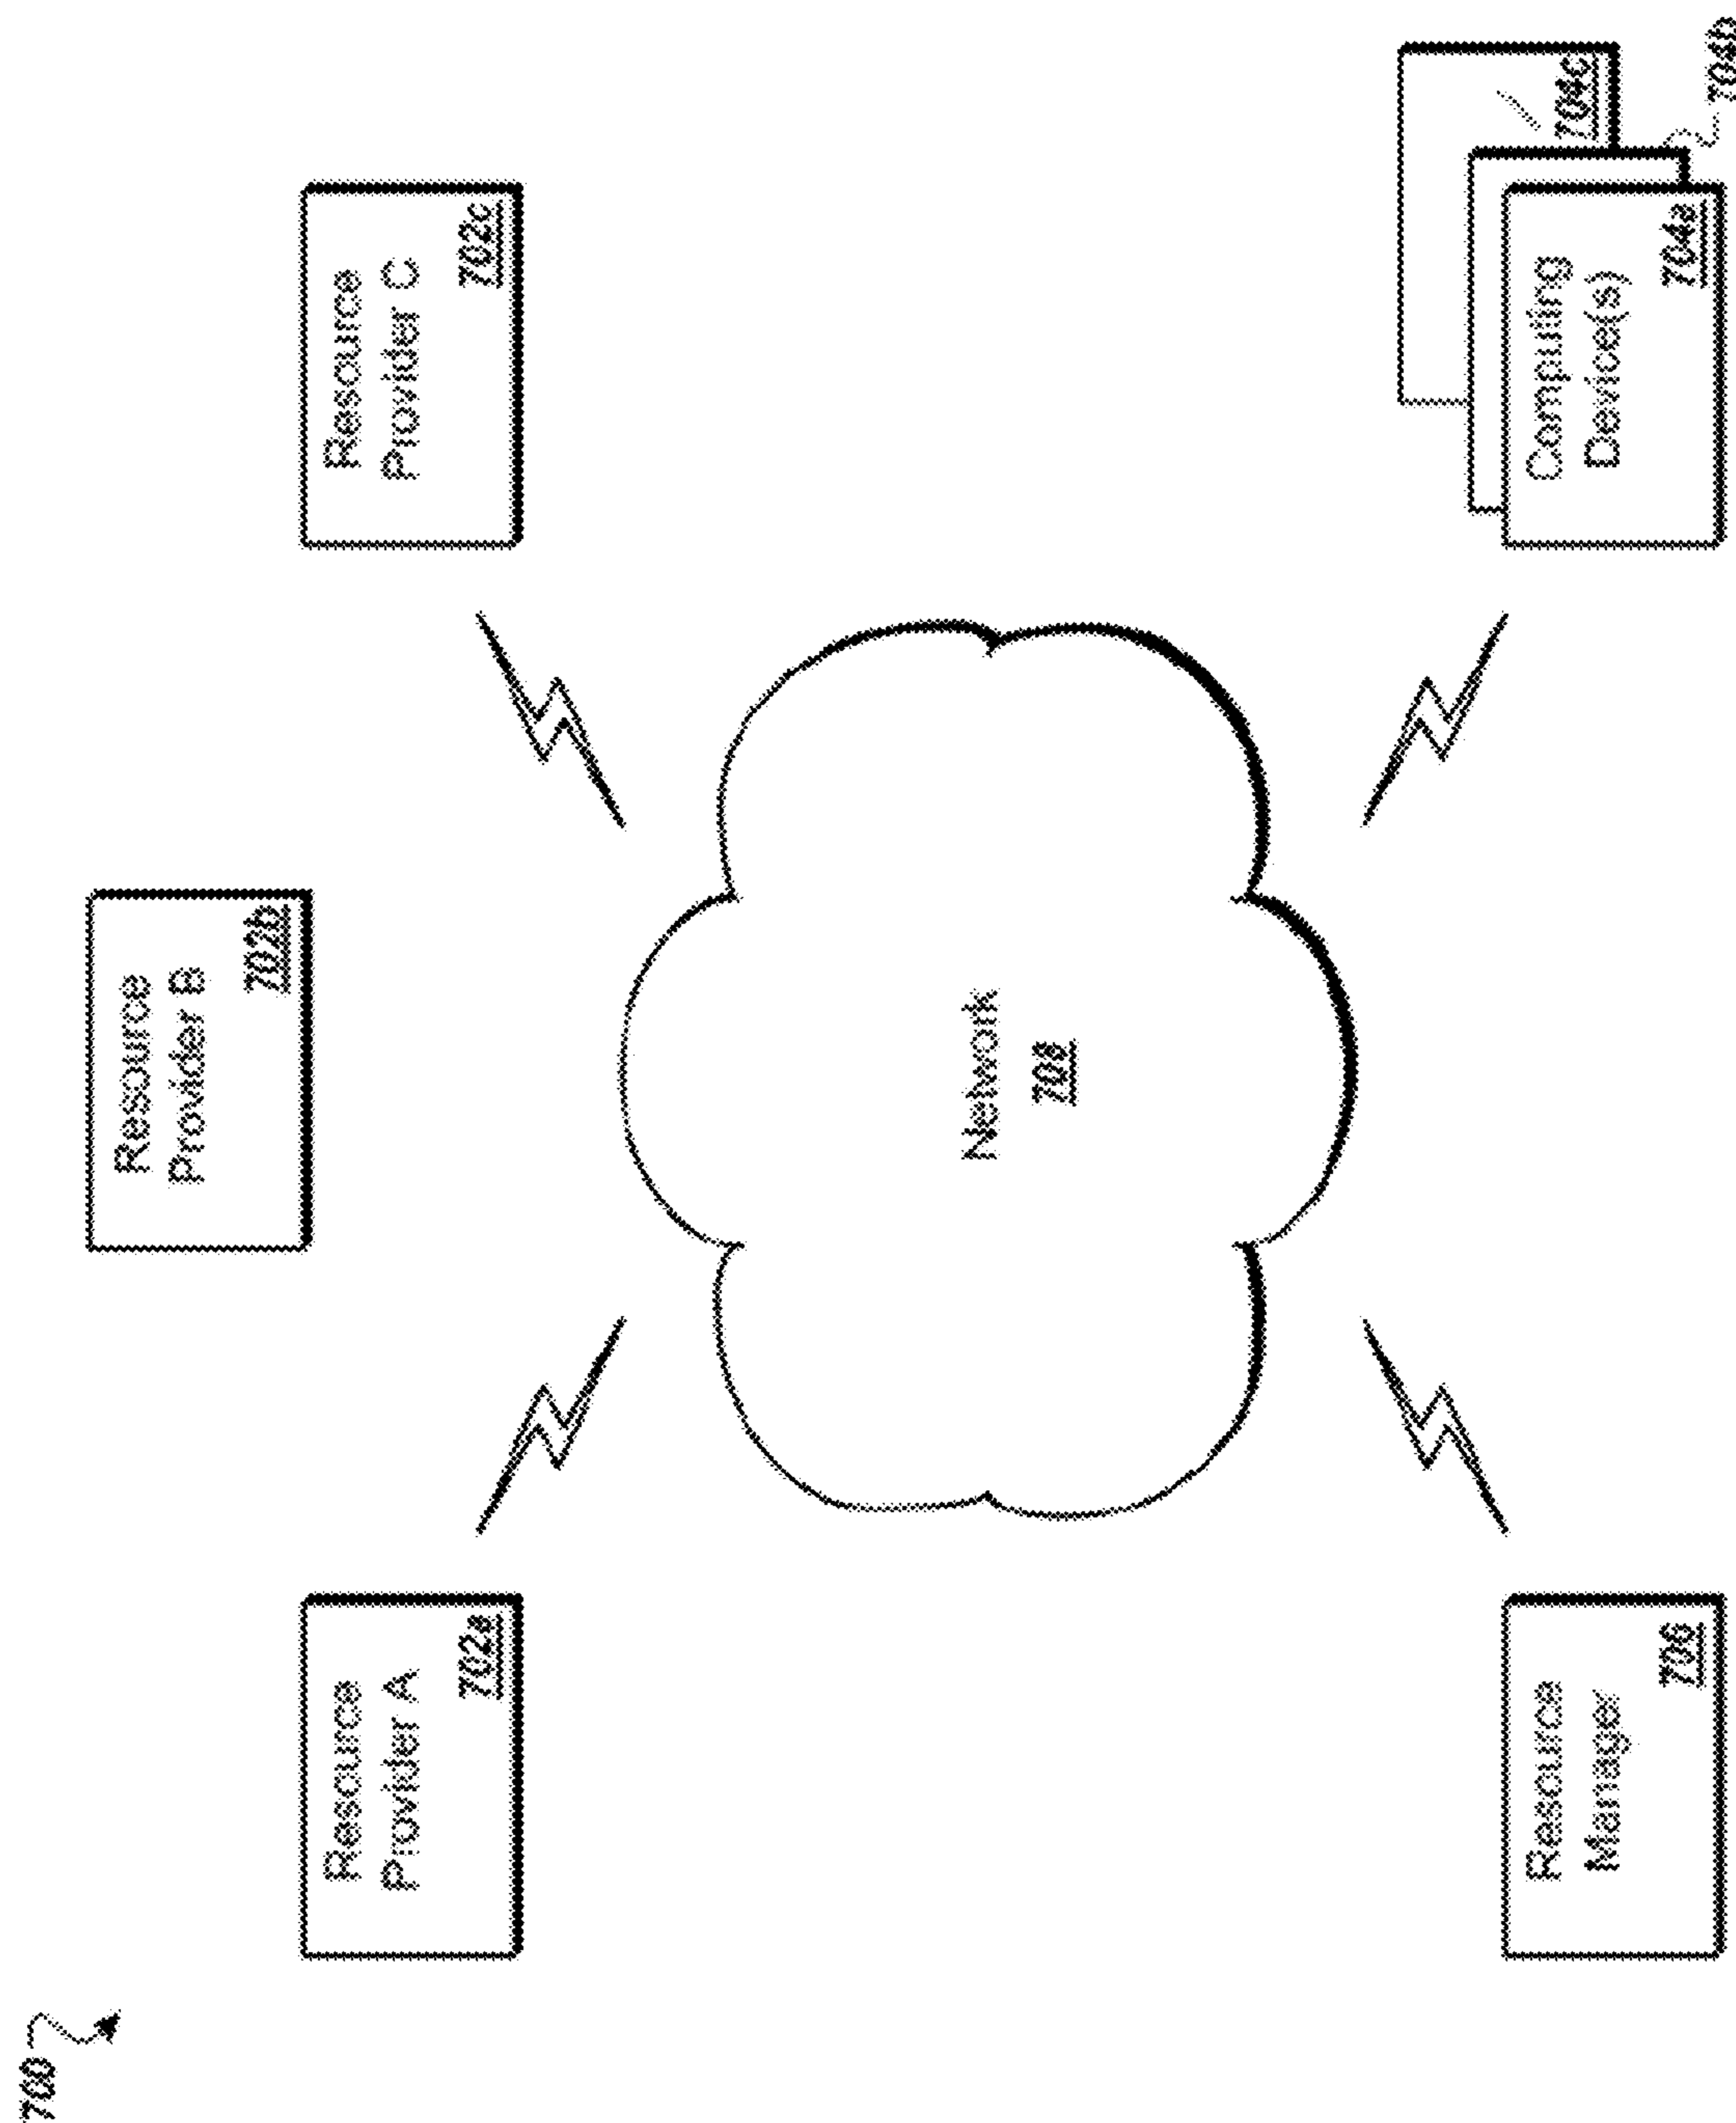 700
Resource
Provider B
702b
Resource
Provider A
702a
Resource
Provider C
702c
Network
708
Resource
Manager
706
Computing
Device(s)
704a
704b
704c